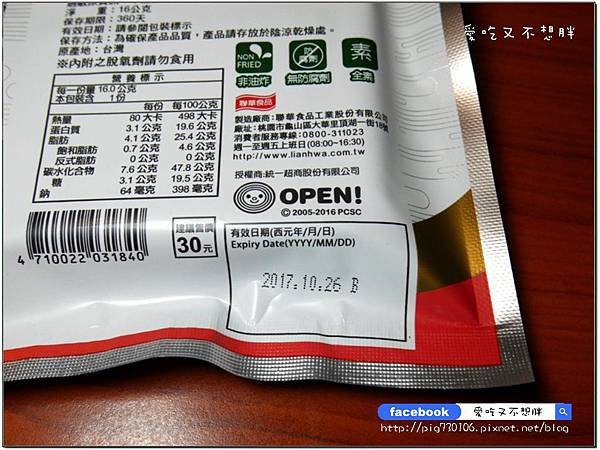 淨　重：16公克
保存期限：360天
有效日期：請參閱包裝標示
保存方法：為確保產品品質，產品請存放於陰涼乾燥處。
原產地：台灣
※內附之脫氧劑請勿食用
營養標示
每一份量 16.0公克
本包裝含 1份
每份 每100公克
熱量 80大卡 498大卡
蛋白質 3.1公克 19.6公克
脂肪 4.1公克 25.4公克
飽和脂肪 0.7公克 4.6公克
反式脂肪 0公克 0公克
碳水化合物 7.6公克 47.8公克
糖 3.1公克 19.5公克
鈉 64毫克 398毫克
NON FRIED
非油炸
防腐劑
無防腐劑
素
全素
聯華食品
製造廠商：聯華食品工業股份有限公司
廠址：桃園市龜山區大華里頂湖一街18號
消費者服務專線：0800-311023
週一至週五上班日(08:00~16:30)
http://www.lianhwa.com.tw
授權商：統一超商股份有限公司
OPEN!
© 2005-2016 PCSC
4 710022 031840
建議售價
30元
有效日期(西元年/月/日)
Expiry Date(YYYY/MM/DD)
2017.10.26 B
愛吃又不想胖
facebook 愛吃又不想胖
http://pig770106.pixnet.net/blog